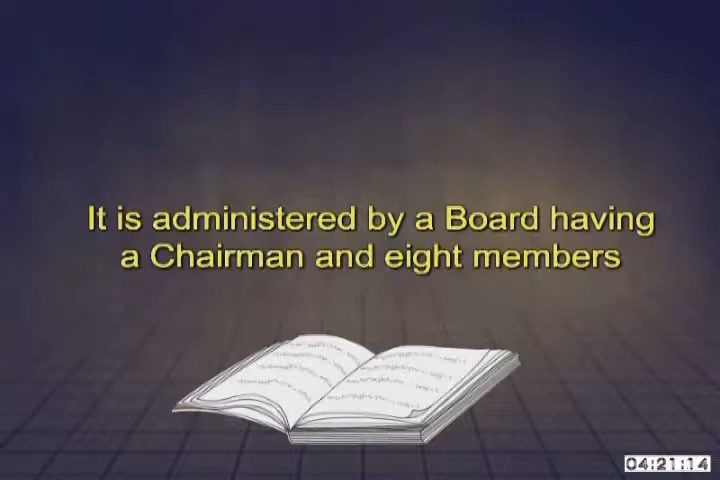 It is administered by a Board having
a Chairman and eight members
04:21:14